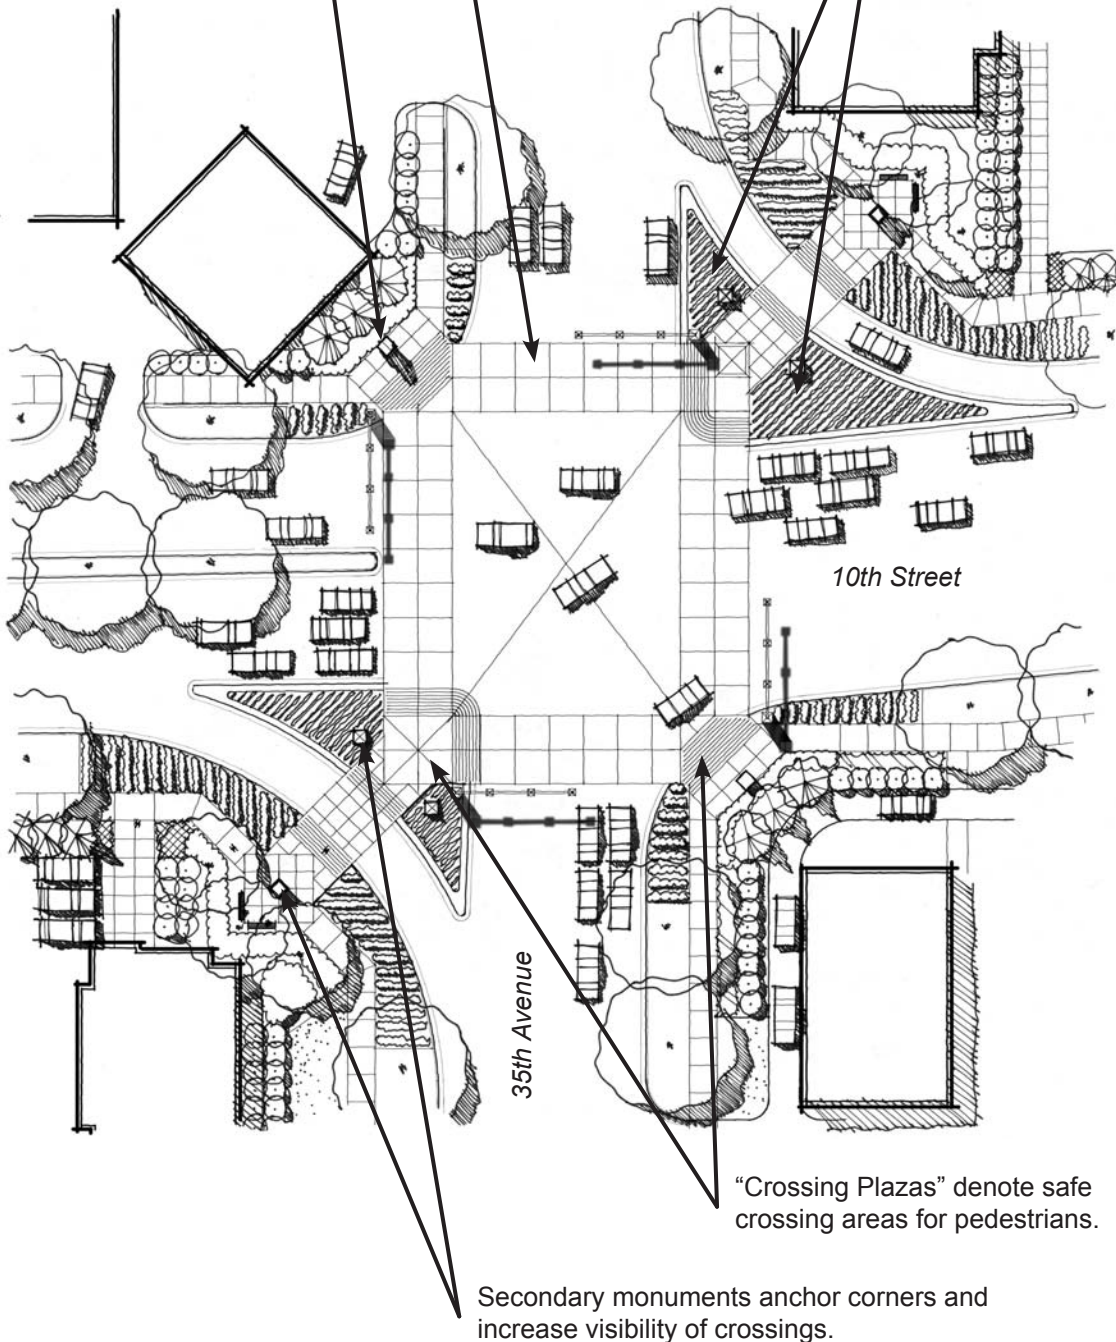 10th Street
35th Avenue
“Crossing Plazas” denote safe
crossing areas for pedestrians.
Secondary monuments anchor corners and
increase visibility of crossings.